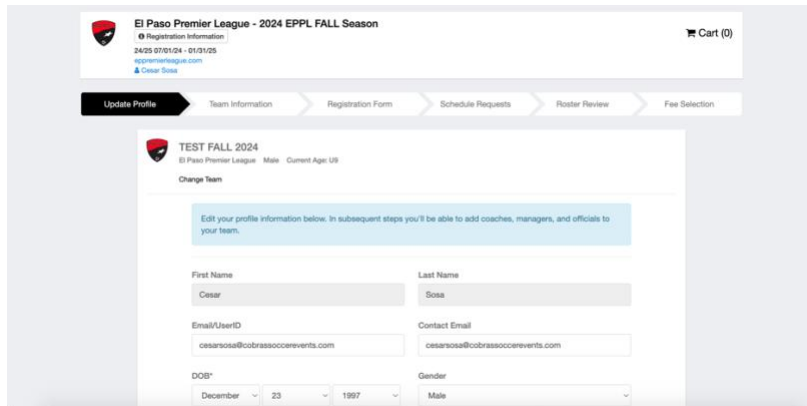 El Paso Premier League - 2024 EPPL FALL Season
Registration Information
Cart (0)
24/25 07/01/24 - 01/31/25
eppremierleague.com
Cesar Sosa
Update Profile Team Information Registration Form Schedule Requests Roster Review Fee Selection
TEST FALL 2024
El Paso Premier League Male Current Age: U9
Change Team
Edit your profile information below. In subsequent steps you'll be able to add coaches, managers, and officials to
your team.
First Name Last Name
Cesar Sosa
Email/UserID Contact Email
cesarsosa@cobrassoccerevents.com cesarsosa@cobrassoccerevents.com
DOB* Gender
December 23 1997 Male